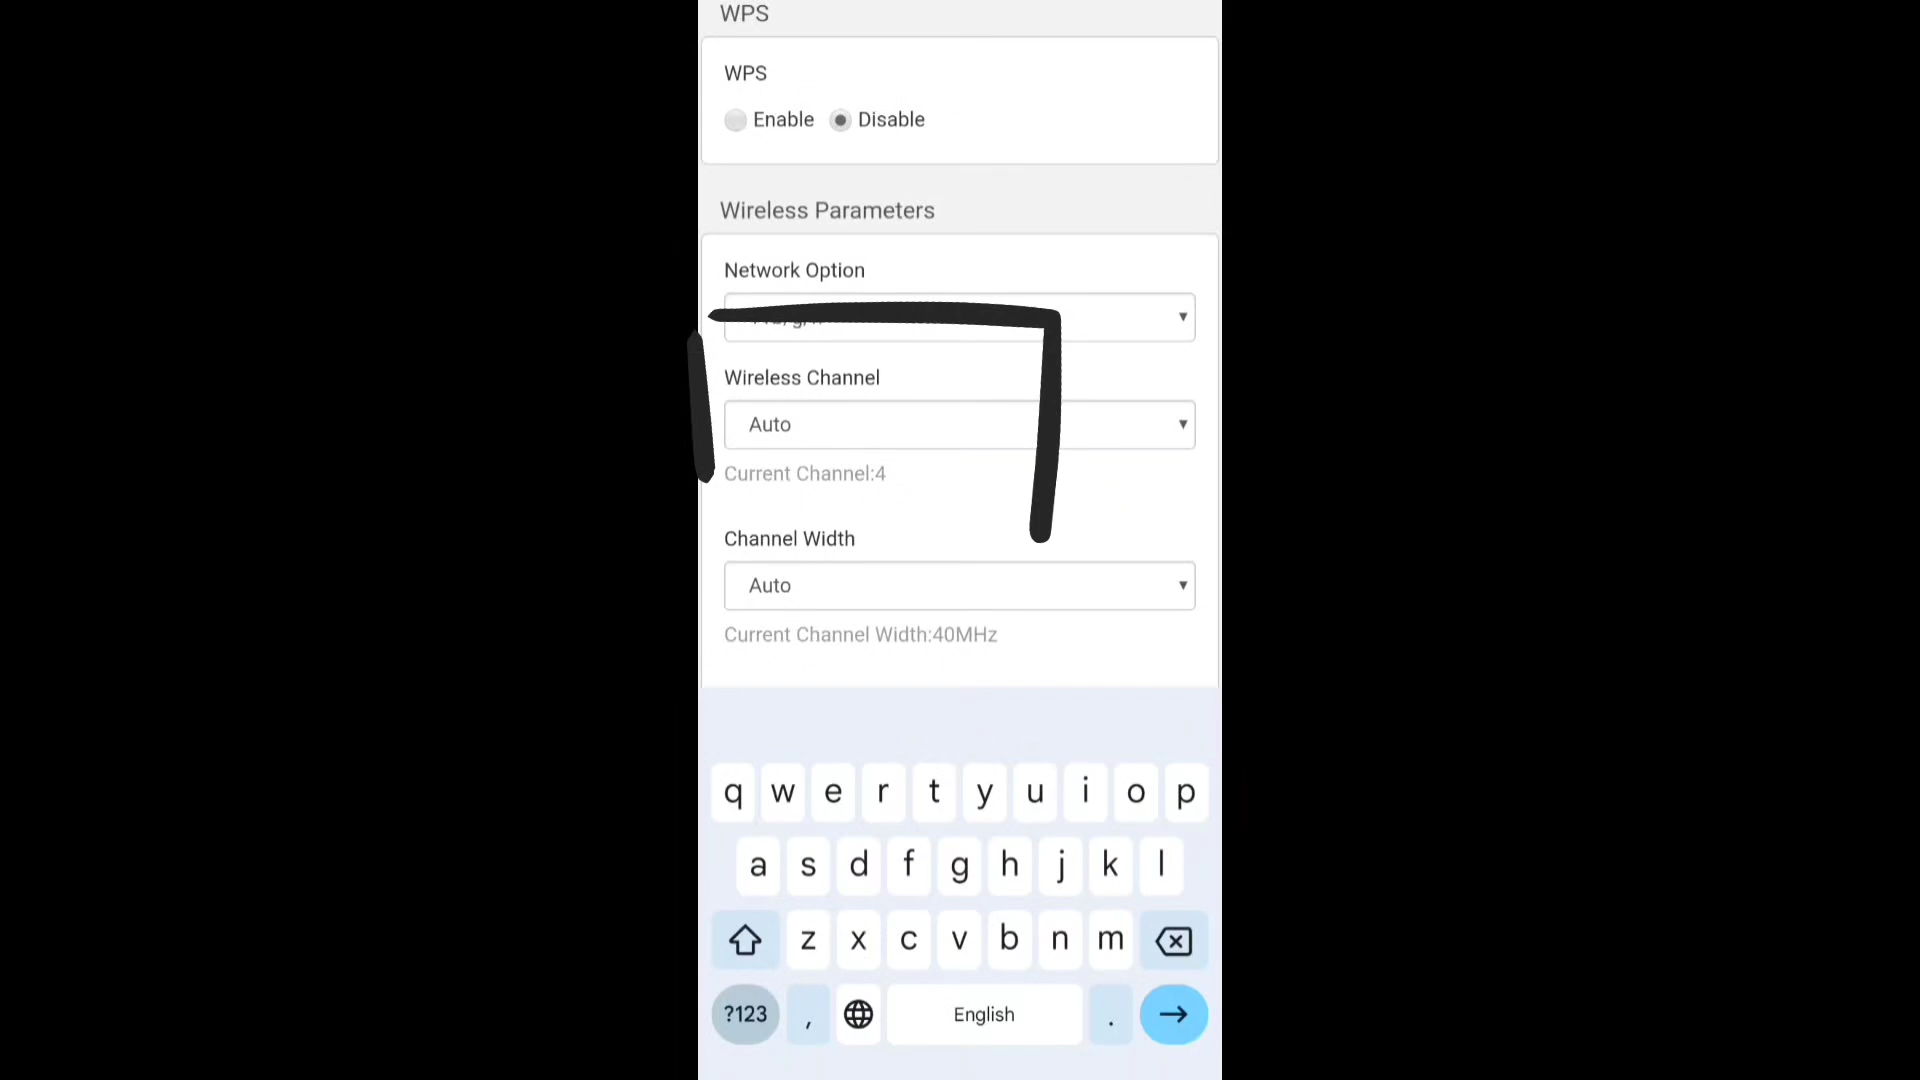 WPS
WPS
Enable Disable
Wireless Parameters
Network Option
Wireless Channel
Auto
Current Channel:4
Channel Width
Auto
Current Channel Width:40MHz
q w e r t y u i o p
a s d f g h j k l
z x c v b n m
?123 , English .